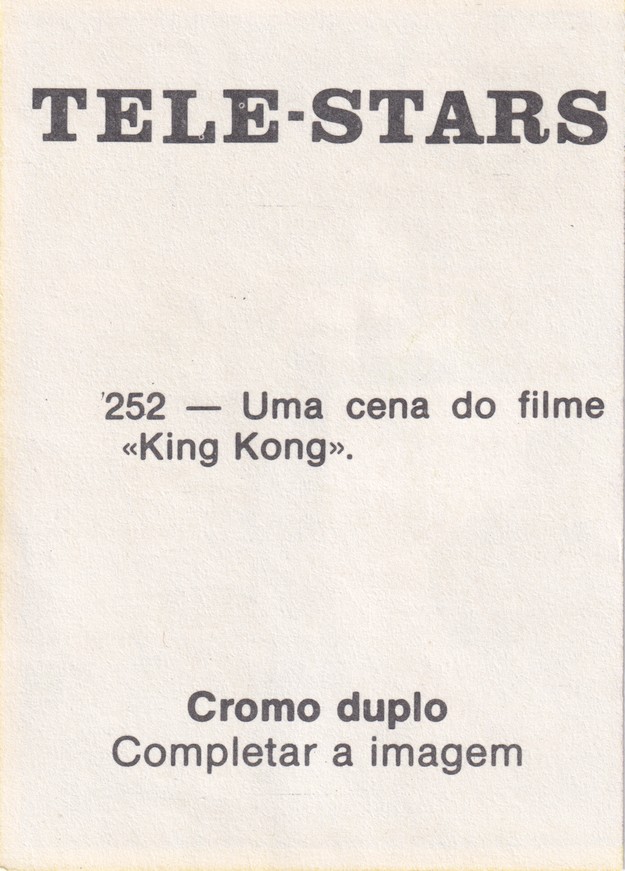 TELE-STARS
252 — Uma cena do filme
«King Kong».
Cromo duplo
Completar a imagem